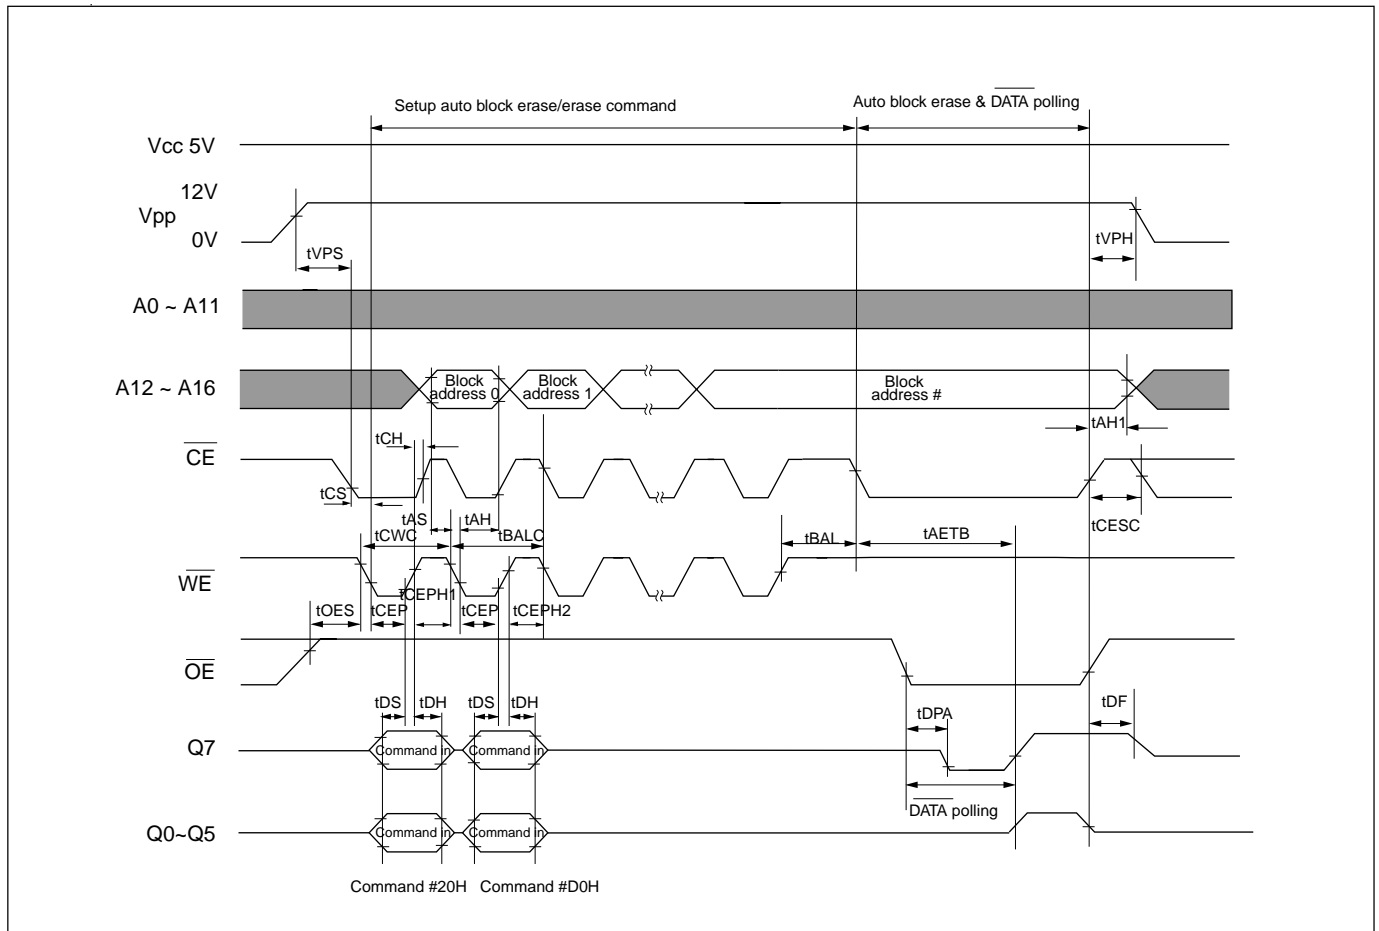 Setup auto block erase/erase command
Auto block erase & DATA polling
Vcc 5V
12V
Vpp
0V
tVPS
tVPH
A0 ~ A11
A12 ~ A16
Block
address 0
Block
address 1
Block
address #
tAH1
tCH
CE
tCS
tCESC
tAS
tAH
tCWC
tBALC
tBAL
tAETB
WE
tCEPH1
tOES
tCEP
tCEP
tCEPH2
OE
tDS
tDH
tDS
tDH
tDPA
tDF
Q7
Command in
Command in
DATA polling
Q0~Q5
Command in
Command in
Command #20H
Command #D0H